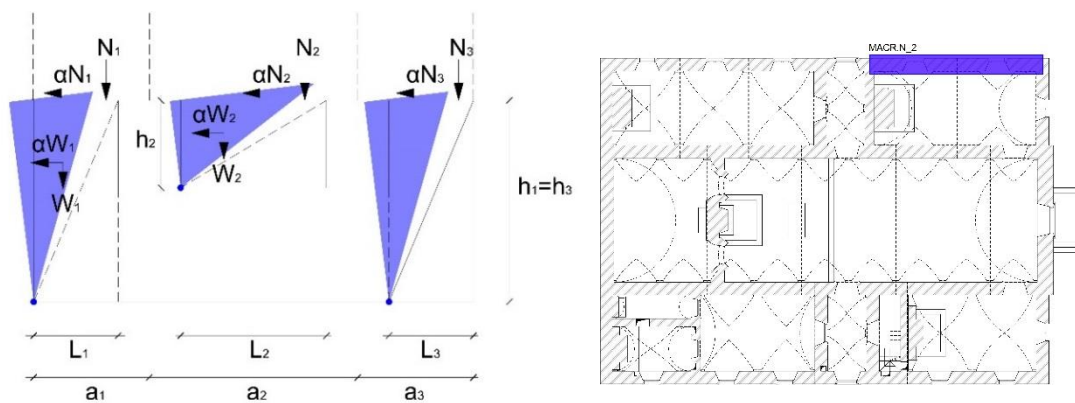 N1
N2
N3
αN1
αN2
αN3
h2
αW1
W1
αW2
W2
h1=h3
L1
L2
L3
a1
a2
a3
MACR.N_2